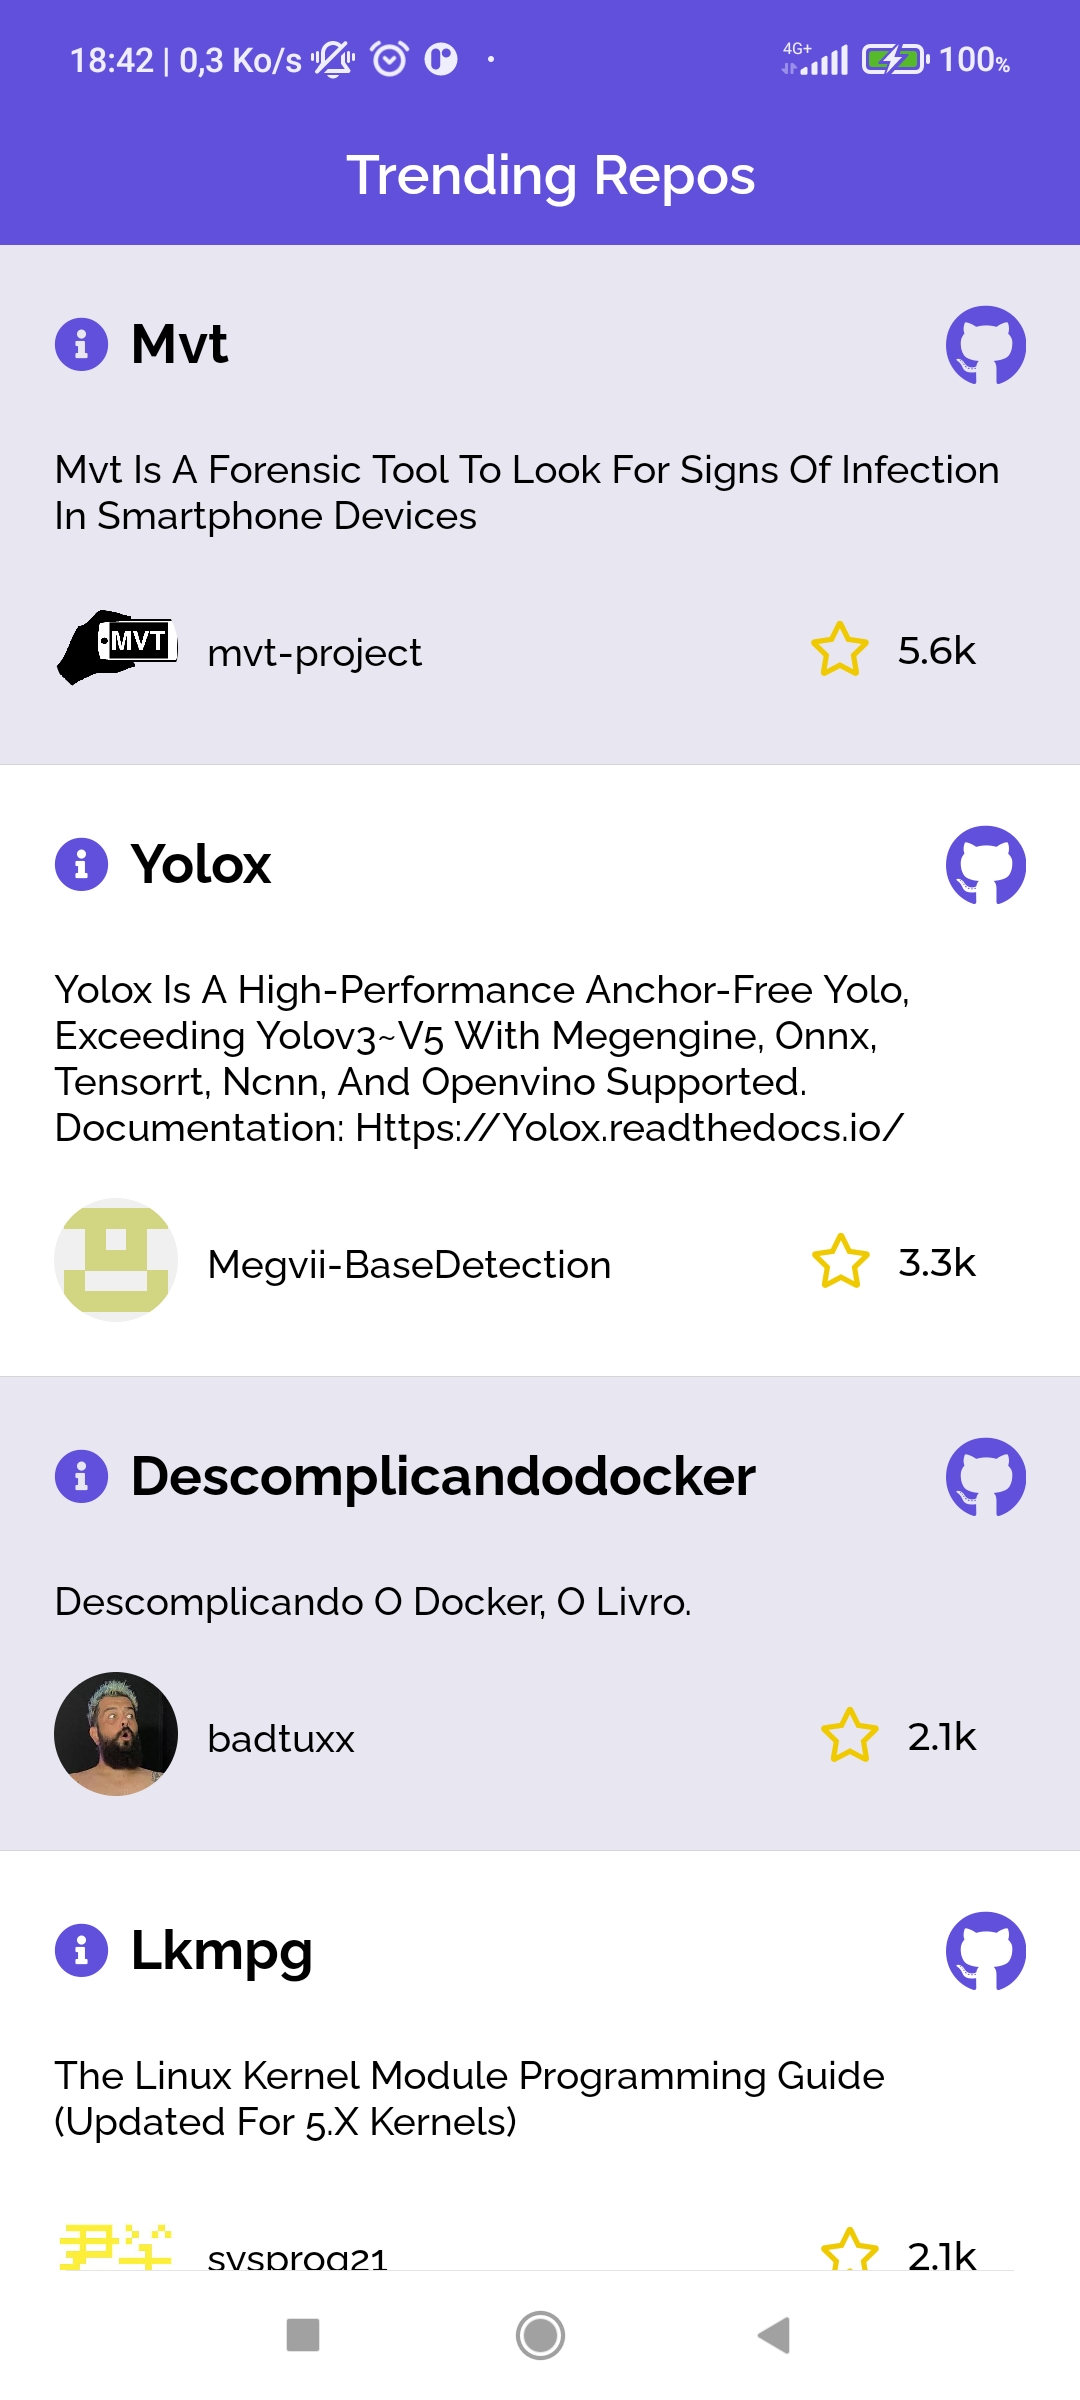 18:42 | 0,3 Ko/s
4G+
100%
Trending Repos
Mvt
Mvt Is A Forensic Tool To Look For Signs Of Infection
In Smartphone Devices
MVT
mvt-project
5.6k
Yolox
Yolox Is A High-Performance Anchor-Free Yolo,
Exceeding Yolov3~V5 With Megengine, Onnx,
Tensorrt, Ncnn, And Openvino Supported.
Documentation: Https://Yolox.readthedocs.io/
Megvii-BaseDetection
3.3k
Descomplicandodocker
Descomplicando O Docker, O Livro.
badtuxx
2.1k
Lkmpg
The Linux Kernel Module Programming Guide
(Updated For 5.X Kernels)
sysprog21
2.1k